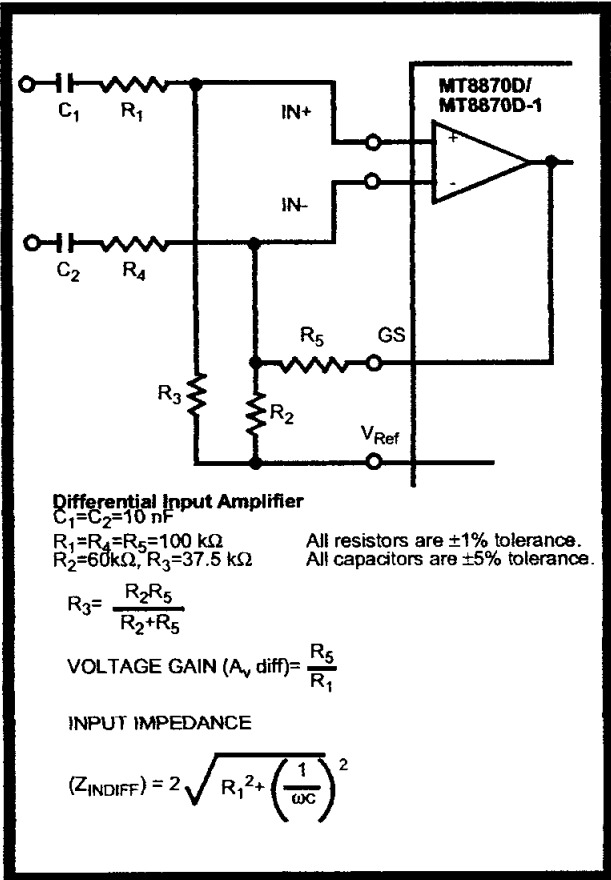 MT8870D/
MT8870D-1
C₁ R₁
IN+
+
-
IN-
C₂ R₄
R₅ GS
R₃
R₂
V_Ref
Differential Input Amplifier
C₁=C₂=10 nF
R₁=R₄=R₅=100 kΩ All resistors are ±1% tolerance.
R₂=60kΩ, R₃=37.5 kΩ All capacitors are ±5% tolerance.
R₃= R₂R₅ / R₂+R₅
VOLTAGE GAIN (Aᵥ diff)= R₅ / R₁
INPUT IMPEDANCE
(Z_INDIFF) = 2 √ R₁²+ (1 / ωc)²